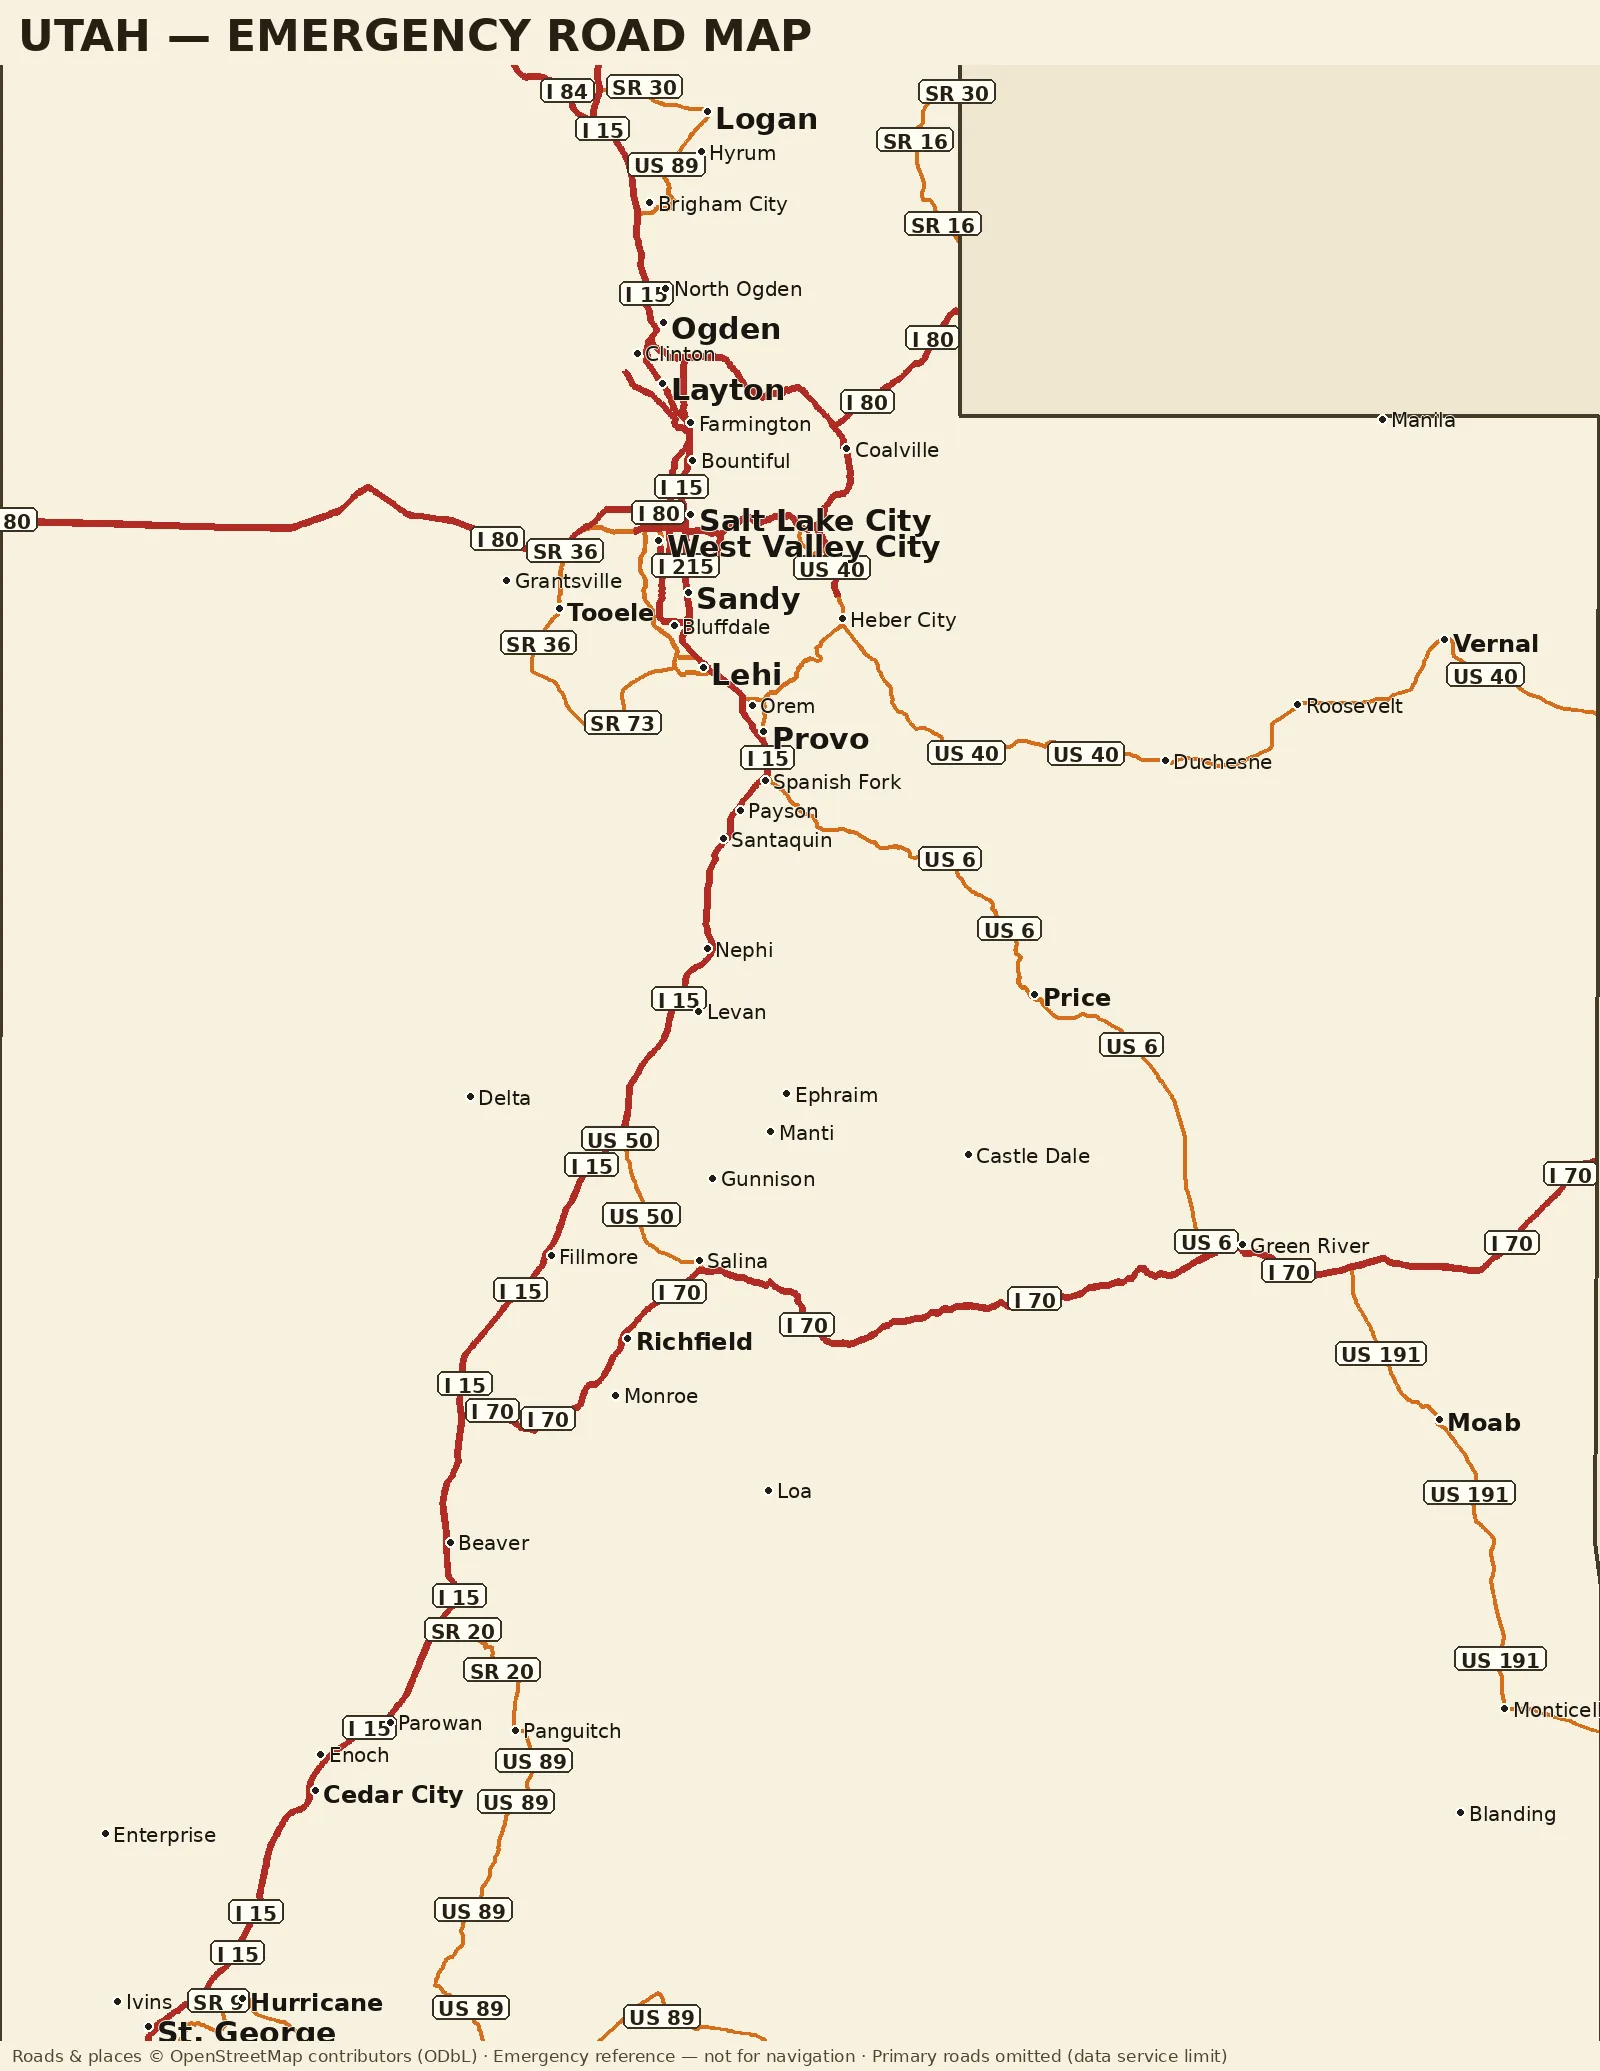 UTAH — EMERGENCY ROAD MAP
I 84
SR 30
SR 30
Logan
I 15
SR 16
Hyrum
US 89
Brigham City
SR 16
North Ogden
I 15
Ogden
I 80
Clinton
Layton
I 80
Manila
Farmington
Coalville
Bountiful
I 15
I 80
80
Salt Lake City
I 80
West Valley City
SR 36
I 215
US 40
Grantsville
Sandy
Tooele
Heber City
Bluffdale
SR 36
Vernal
Lehi
US 40
Orem
Roosevelt
SR 73
Provo
US 40
US 40
I 15
Duchesne
Spanish Fork
Payson
Santaquin
US 6
US 6
Nephi
Price
I 15
Levan
US 6
Delta
Ephraim
Manti
US 50
Castle Dale
I 15
I 70
Gunnison
US 50
US 6
Green River
I 70
Fillmore
Salina
I 70
I 15
I 70
I 70
I 70
Richfield
US 191
I 15
Monroe
I 70
I 70
Moab
Loa
US 191
Beaver
I 15
SR 20
US 191
SR 20
Monticell
I 15
Parowan
Panguitch
Enoch
US 89
Cedar City
US 89
Blanding
Enterprise
US 89
I 15
I 15
Ivins
SR 9
Hurricane
US 89
US 89
St. George
Roads & places © OpenStreetMap contributors (ODbL) · Emergency reference — not for navigation · Primary roads omitted (data service limit)